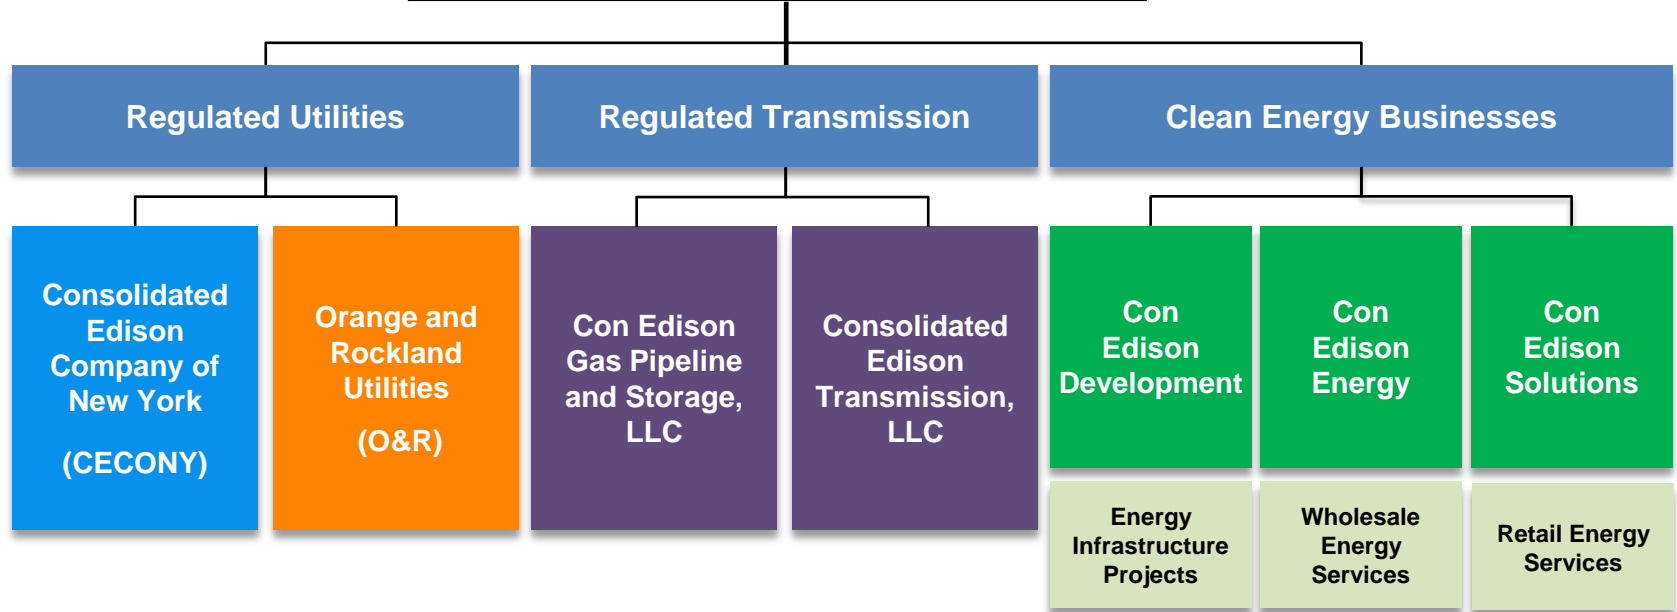 Regulated Utilities
Regulated Transmission
Clean Energy Businesses
Consolidated
Edison
Company of
New York
(CECONY)
Orange and
Rockland
Utilities
(O&R)
Con Edison
Gas Pipeline
and Storage,
LLC
Consolidated
Edison
Transmission,
LLC
Con
Edison
Development
Con
Edison
Energy
Con
Edison
Solutions
Energy
Infrastructure
Projects
Wholesale
Energy
Services
Retail Energy
Services